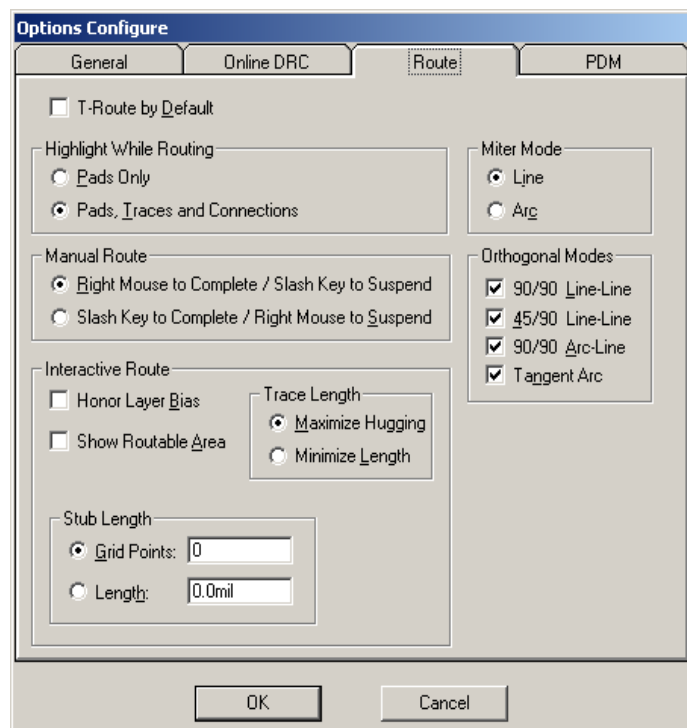 Options Configure
General
Online DRC
Route
PDM
T-Route by Default
Highlight While Routing
Pads Only
Pads, Traces and Connections
Miter Mode
Line
Arc
Manual Route
Right Mouse to Complete / Slash Key to Suspend
Slash Key to Complete / Right Mouse to Suspend
Orthogonal Modes
90/90 Line-Line
45/90 Line-Line
90/90 Arc-Line
Tangent Arc
Interactive Route
Honor Layer Bias
Show Routable Area
Trace Length
Maximize Hugging
Minimize Length
Stub Length
Grid Points: 0
Length: 0.0mil
OK
Cancel